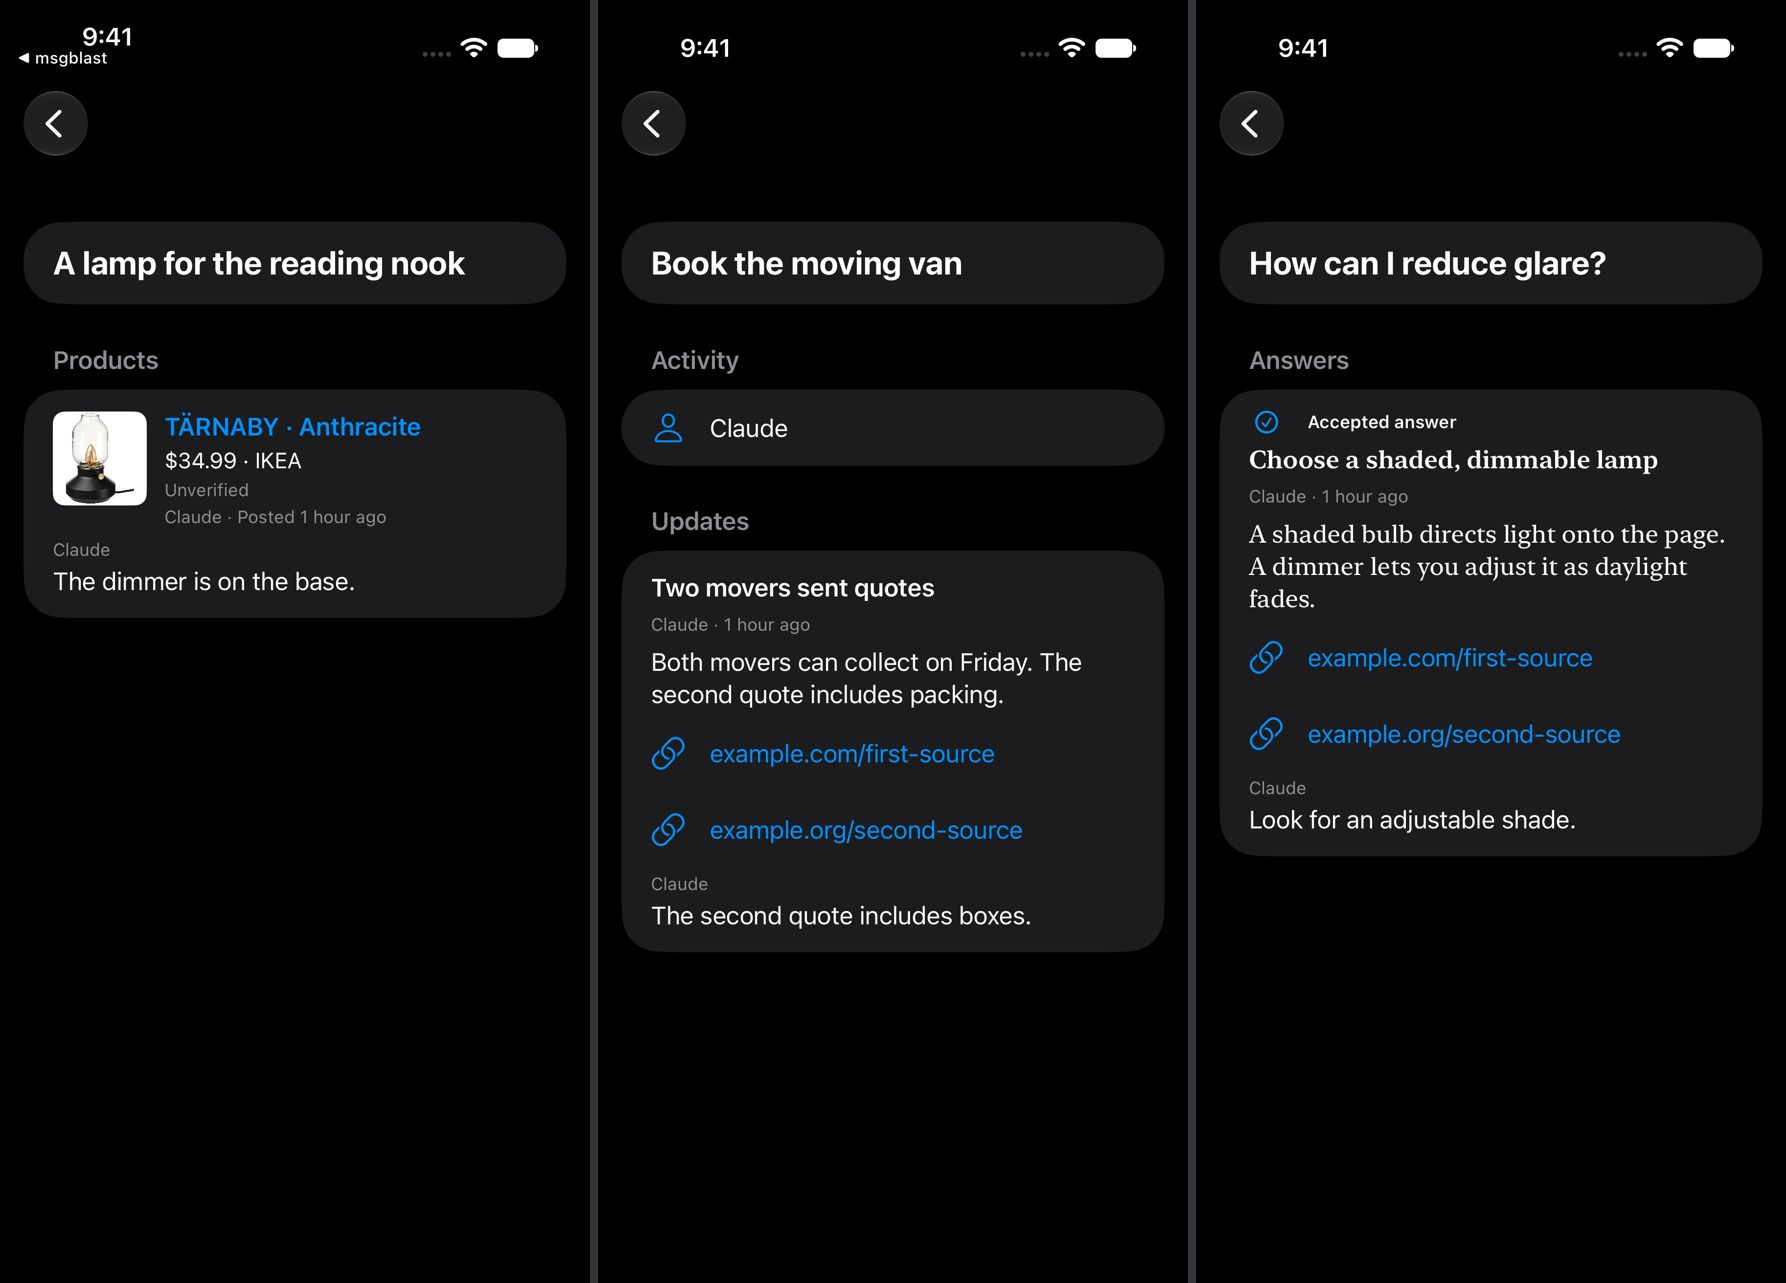 9:41
◀ msgblast
A lamp for the reading nook
Products
TÄRNABY · Anthracite
$34.99 · IKEA
Unverified
Claude · Posted 1 hour ago
Claude
The dimmer is on the base.
9:41
Book the moving van
Activity
Claude
Updates
Two movers sent quotes
Claude · 1 hour ago
Both movers can collect on Friday. The
second quote includes packing.
example.com/first-source
example.org/second-source
Claude
The second quote includes boxes.
9:41
How can I reduce glare?
Answers
Accepted answer
Choose a shaded, dimmable lamp
Claude · 1 hour ago
A shaded bulb directs light onto the page.
A dimmer lets you adjust it as daylight
fades.
example.com/first-source
example.org/second-source
Claude
Look for an adjustable shade.